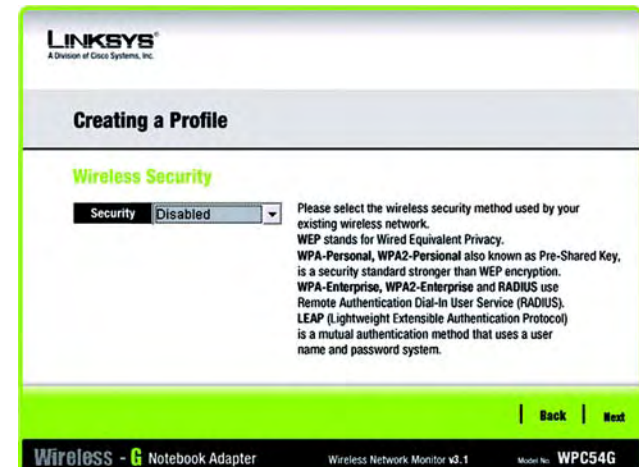 LINKSYS®
A Division of Cisco Systems, Inc.
Creating a Profile
Wireless Security
Security Disabled
Please select the wireless security method used by your
existing wireless network.
WEP stands for Wired Equivalent Privacy.
WPA-Personal, WPA2-Persional also known as Pre-Shared Key,
is a security standard stronger than WEP encryption.
WPA-Enterprise, WPA2-Enterprise and RADIUS use
Remote Authentication Dial-In User Service (RADIUS).
LEAP (Lightweight Extensible Authentication Protocol)
is a mutual authentication method that uses a user
name and password system.
Back Next
Wireless - G Notebook Adapter Wireless Network Monitor v3.1 Model No. WPC54G